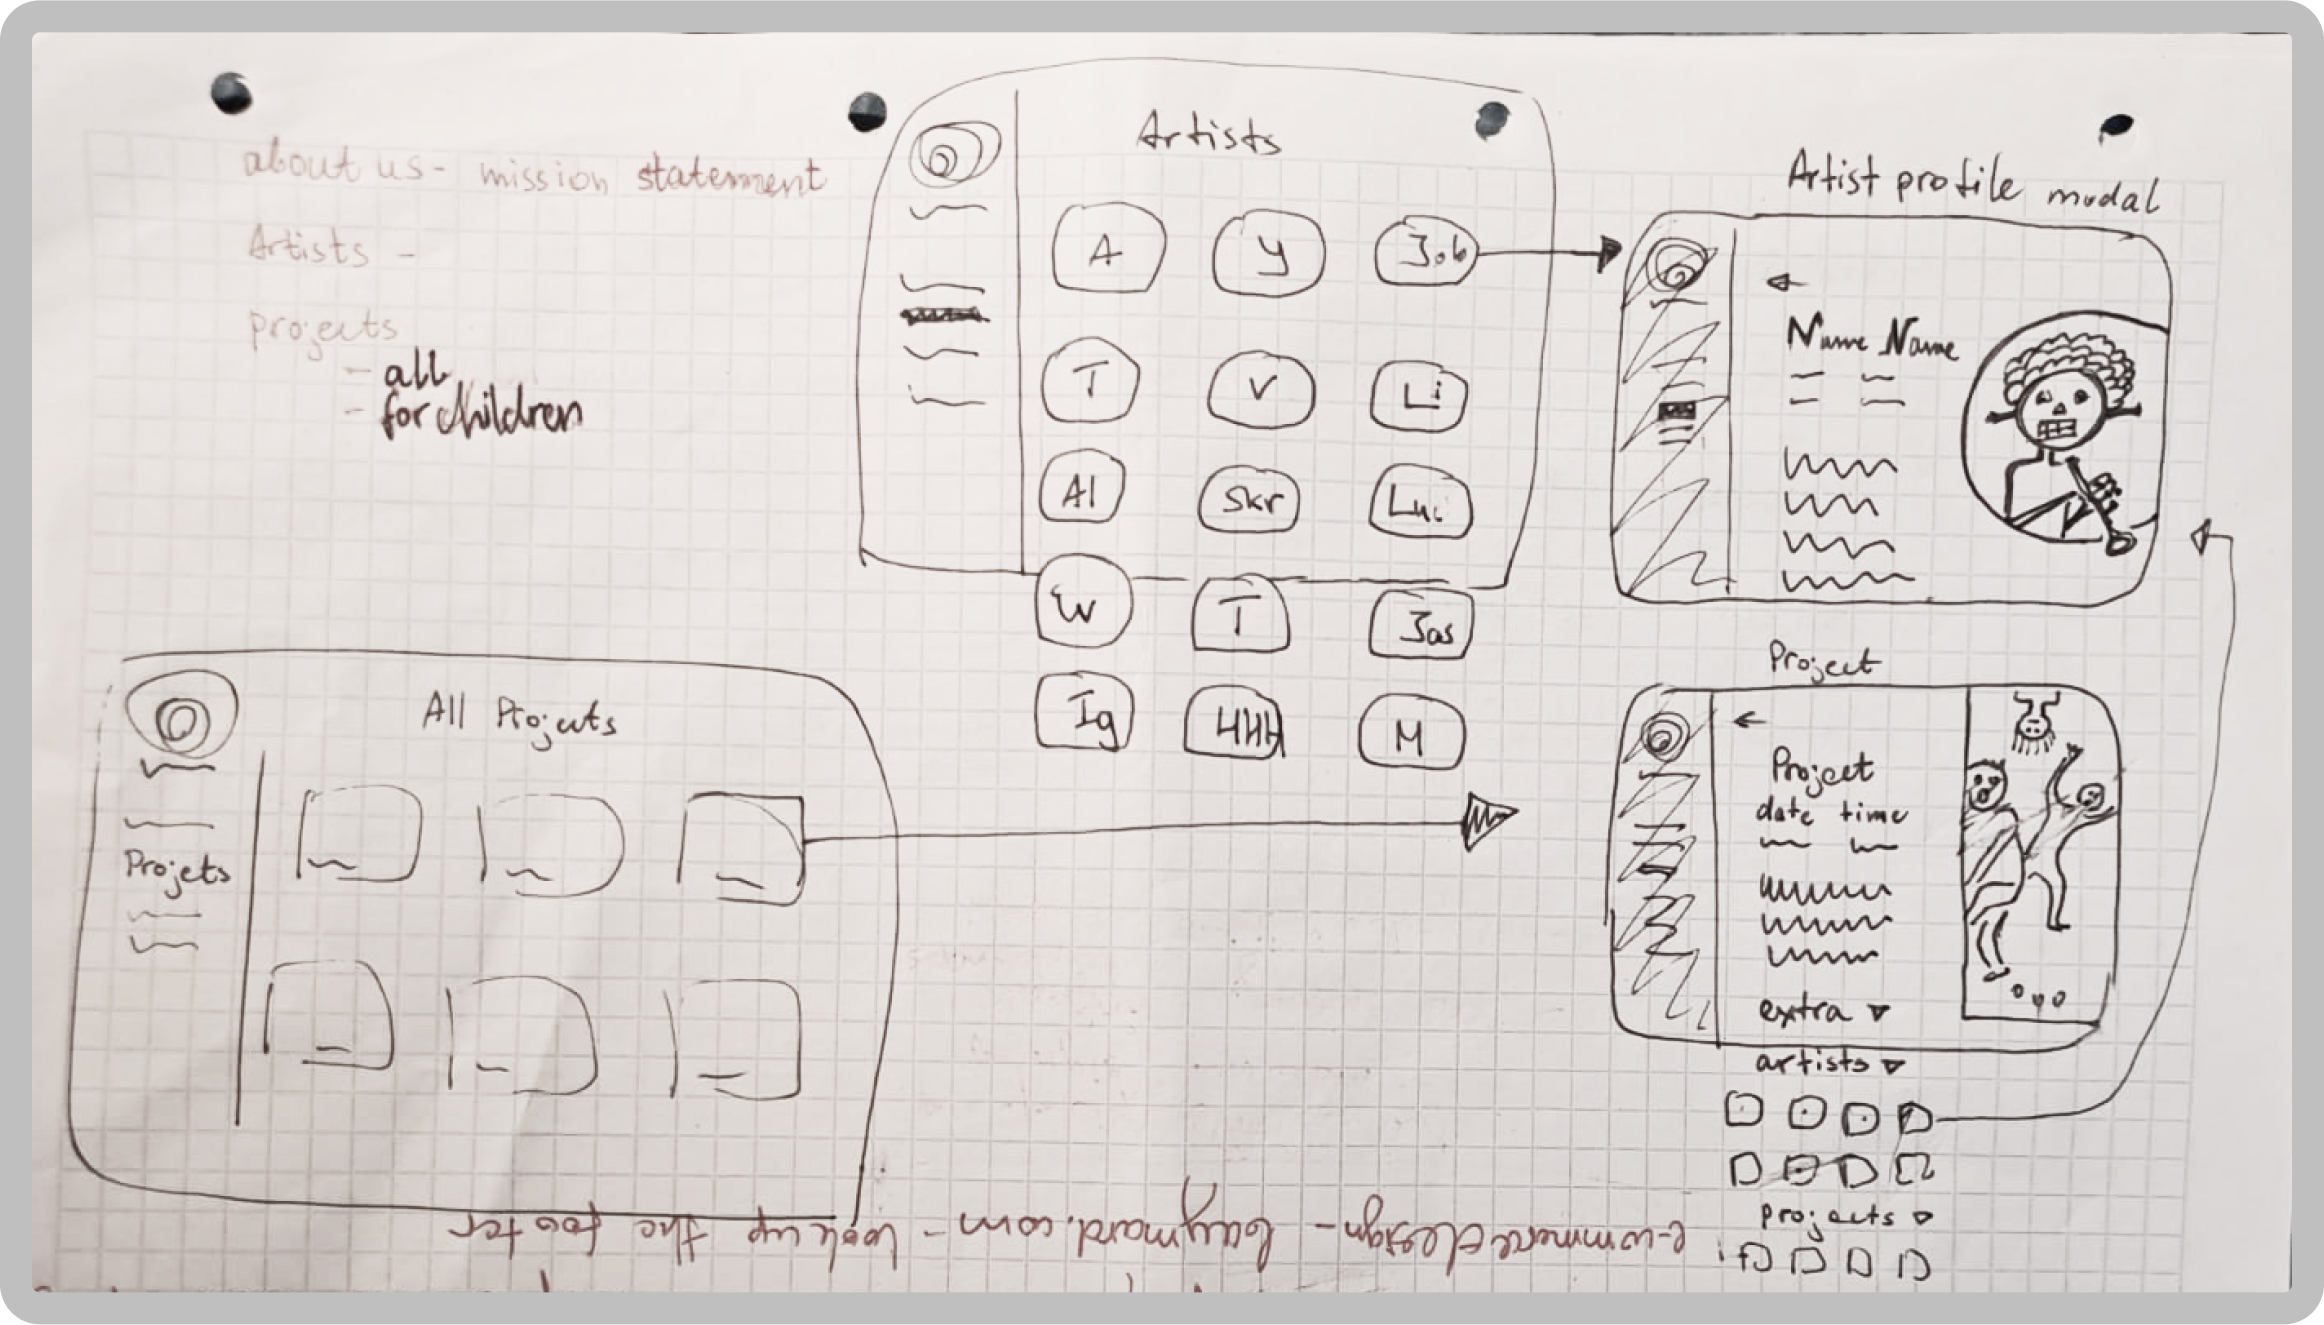 about us - mission statement
Artists -
projects
- all
- for children
Artists
A y Job
T V Li
Al Skr Lui
W T Jas
Ig HHH M
Artist profile modal
Name Name
All Projects
Projets
Project
Project
date time
extra
artists
projects
e-commerce design - baymard.com - look up the footer